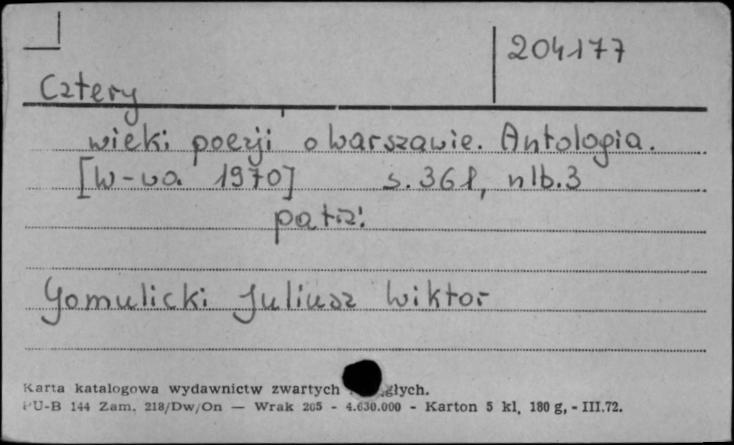 204177
Cztery
wieki poezji o Warszawie. Antologia.
[W-wa 1970] s. 361, nlb. 3
patrz:
Gomulicki Juliusz Wiktor
Karta katalogowa wydawnictw zwartych głych.
PU-B 144 Zam. 218/Dw/On — Wrak 205 - 4.630.000 - Karton 5 kl. 180 g, - III.72.